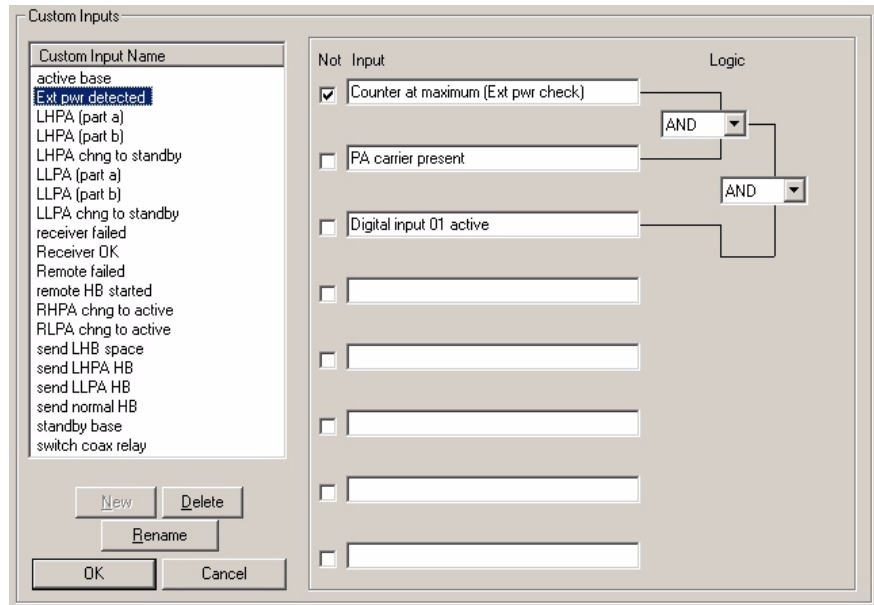 Custom Inputs
Custom Input Name
active base
Ext pwr detected
LHPA (part a)
LHPA (part b)
LHPA chng to standby
LLPA (part a)
LLPA (part b)
LLPA chng to standby
receiver failed
Receiver OK
Remote failed
remote HB started
RHPA chng to active
RLPA chng to active
send LHB space
send LHPA HB
send LLPA HB
send normal HB
standby base
switch coax relay
New
Delete
Rename
OK
Cancel
Not Input Logic
Counter at maximum (Ext pwr check)
AND
PA carrier present
AND
Digital input 01 active